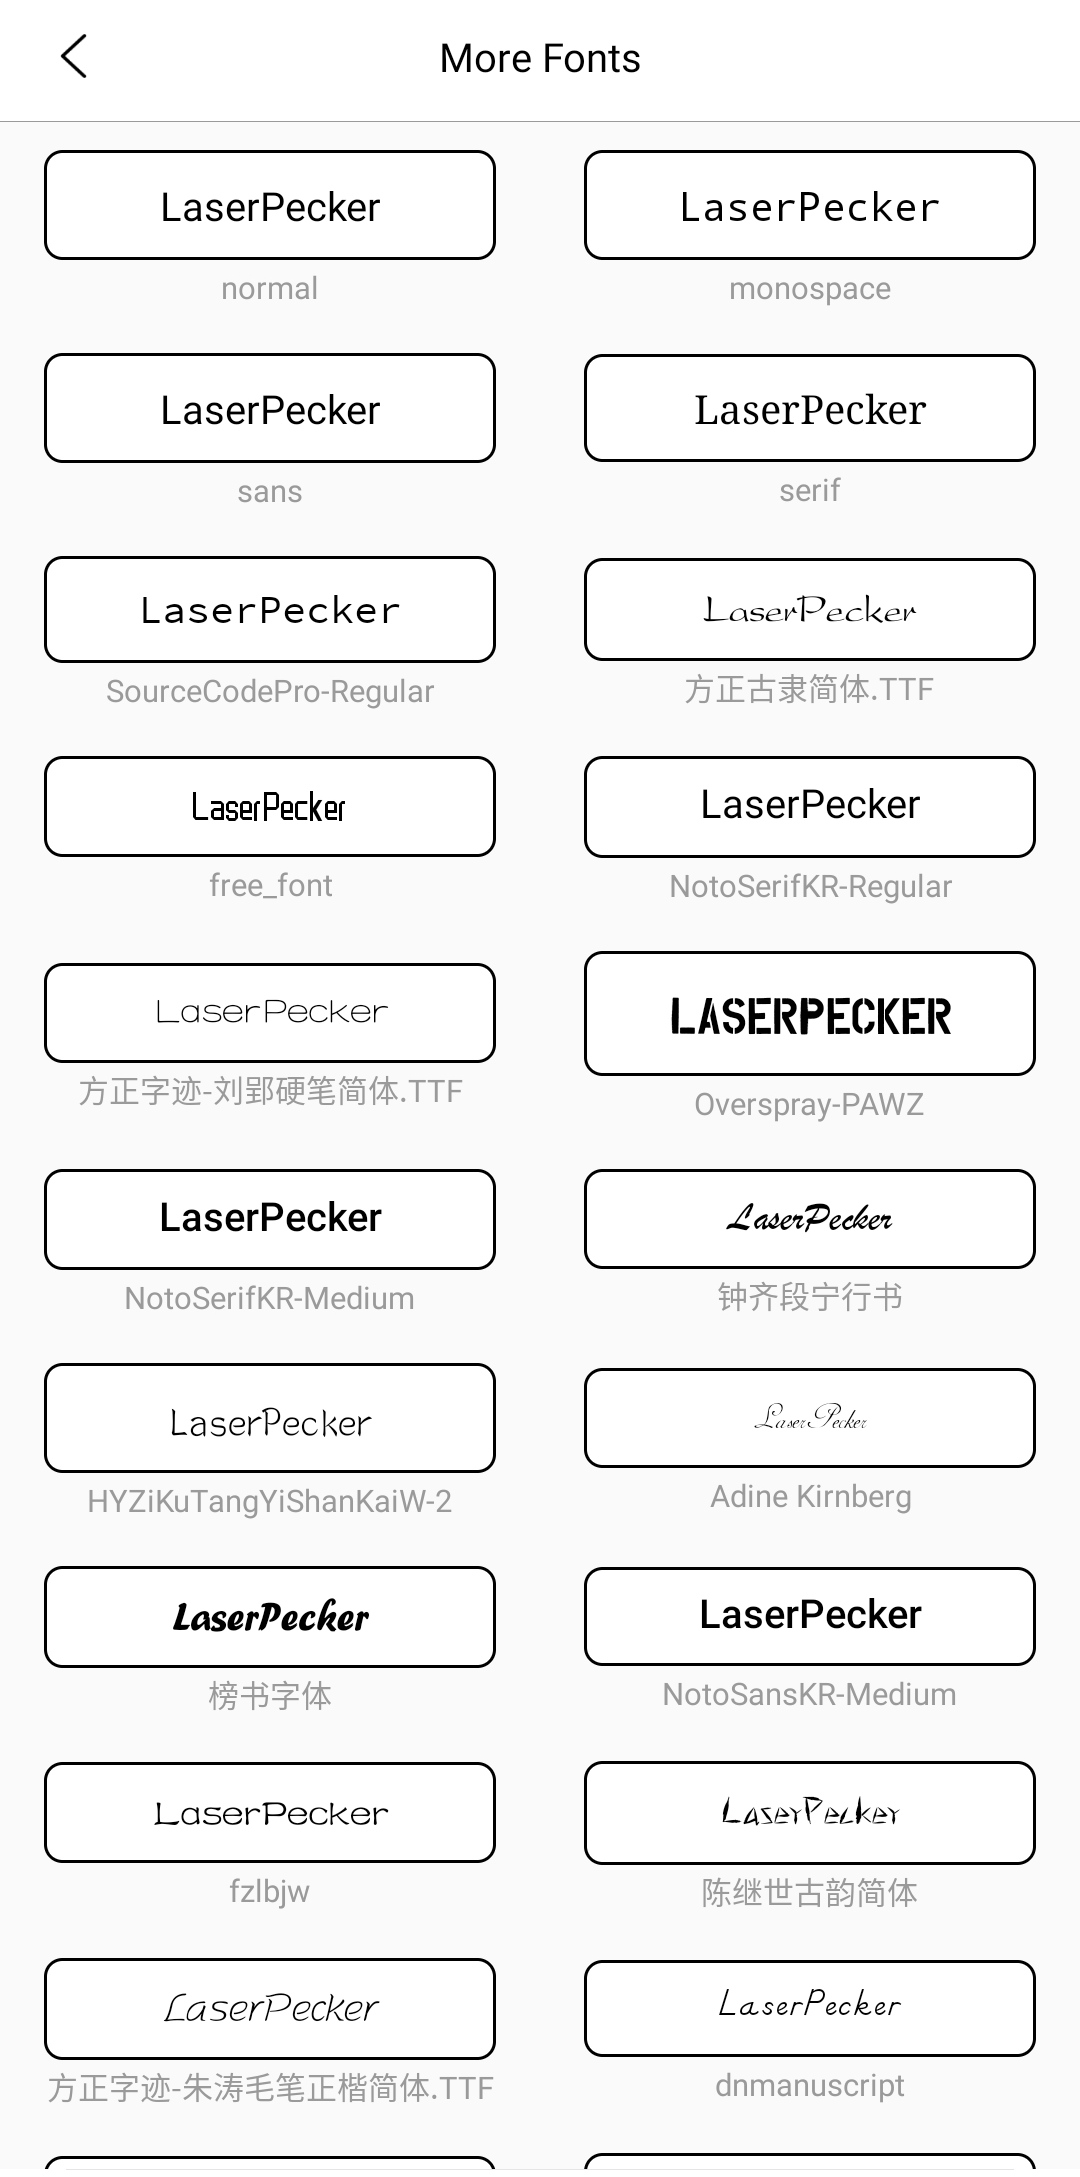 More Fonts
LaserPecker
LaserPecker
normal
monospace
LaserPecker
LaserPecker
sans
serif
LaserPecker
LaserPecker
SourceCodePro-Regular
方正古隶简体.TTF
LaserPecker
LaserPecker
free_font
NotoSerifKR-Regular
LaserPecker
LASERPECKER
方正字迹-刘郢硬笔简体.TTF
Overspray-PAWZ
LaserPecker
LaserPecker
NotoSerifKR-Medium
钟齐段宁行书
LaserPecker
LaserPecker
HYZiKuTangYiShanKaiW-2
Adine Kirnberg
LaserPecker
LaserPecker
榜书字体
NotoSansKR-Medium
LaserPecker
LaserPecker
fzlbjw
陈继世古韵简体
LaserPecker
LaserPecker
方正字迹-朱涛毛笔正楷简体.TTF
dnmanuscript